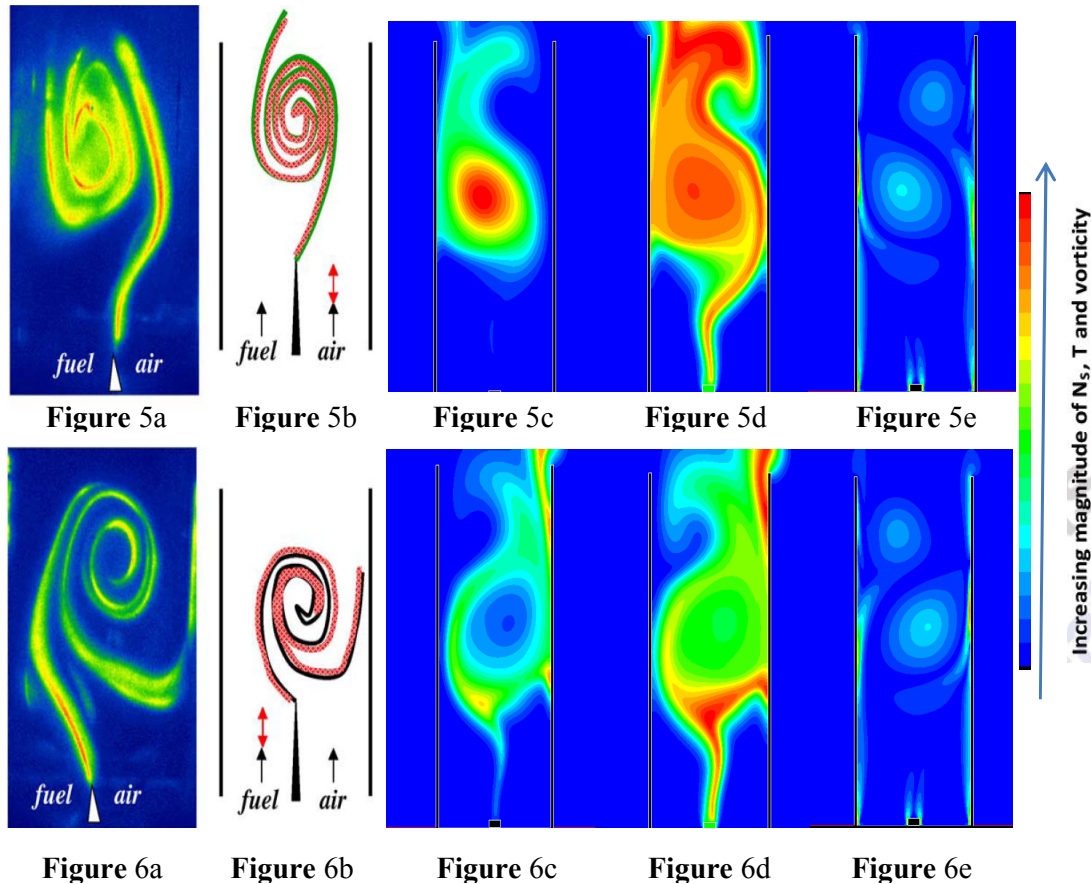 fuel air
fuel air
Figure 5a Figure 5b Figure 5c Figure 5d Figure 5e
fuel air
fuel air
Figure 6a Figure 6b Figure 6c Figure 6d Figure 6e
Increasing magnitude of Nₛ, T and vorticity